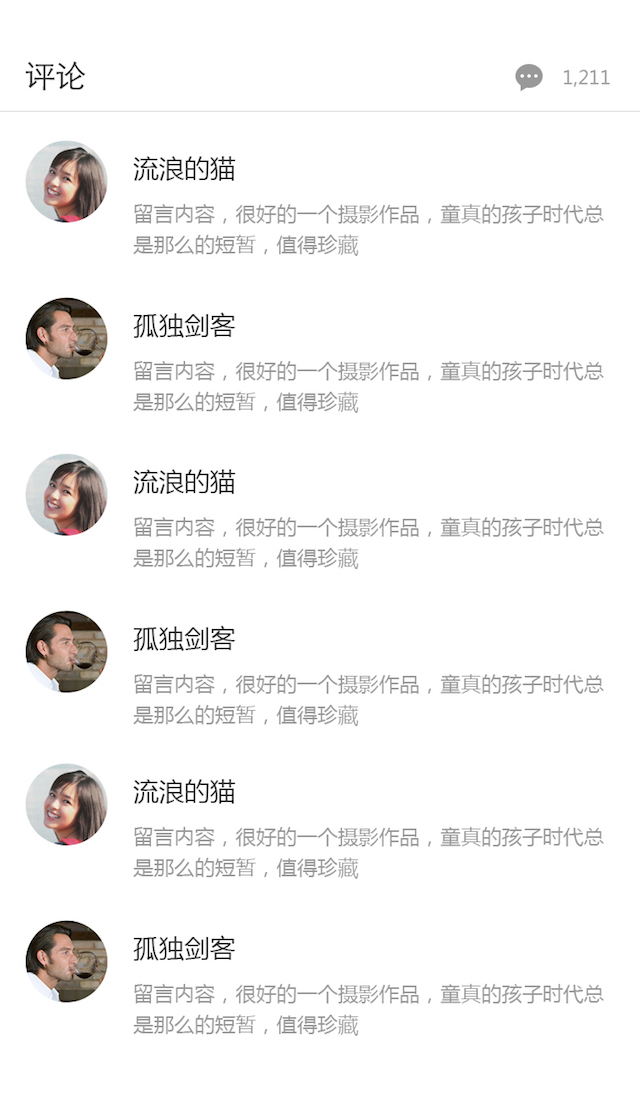 评论
1,211
流浪的猫
留言内容，很好的一个摄影作品，童真的孩子时代总
是那么的短暂，值得珍藏
孤独剑客
留言内容，很好的一个摄影作品，童真的孩子时代总
是那么的短暂，值得珍藏
流浪的猫
留言内容，很好的一个摄影作品，童真的孩子时代总
是那么的短暂，值得珍藏
孤独剑客
留言内容，很好的一个摄影作品，童真的孩子时代总
是那么的短暂，值得珍藏
流浪的猫
留言内容，很好的一个摄影作品，童真的孩子时代总
是那么的短暂，值得珍藏
孤独剑客
留言内容，很好的一个摄影作品，童真的孩子时代总
是那么的短暂，值得珍藏